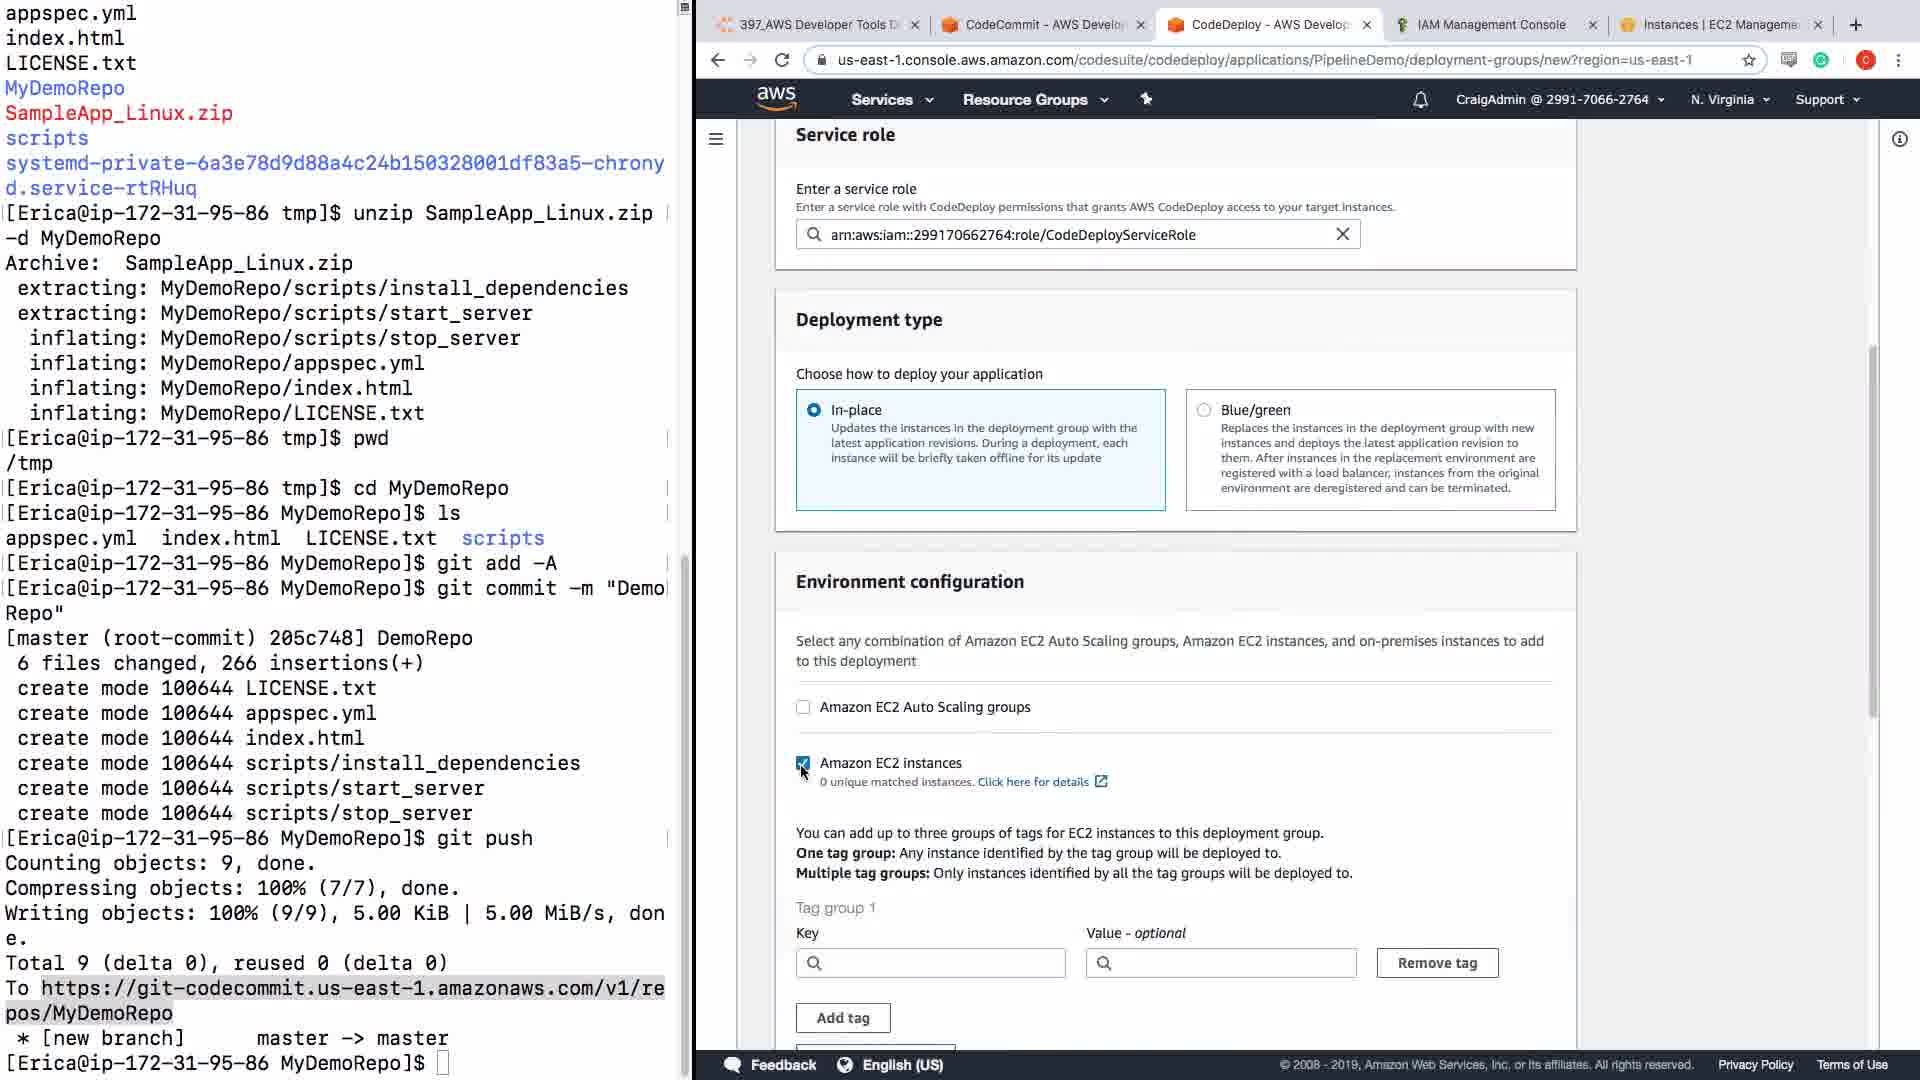 appspec.yml
index.html
LICENSE.txt
MyDemoRepo
SampleApp_Linux.zip
scripts
systemd-private-6a3e78d9d88a4c24b150328001df83a5-chrony
d.service-rtRHuq
[Erica@ip-172-31-95-86 tmp]$ unzip SampleApp_Linux.zip
-d MyDemoRepo
Archive:  SampleApp_Linux.zip
 extracting: MyDemoRepo/scripts/install_dependencies
 extracting: MyDemoRepo/scripts/start_server
  inflating: MyDemoRepo/scripts/stop_server
  inflating: MyDemoRepo/appspec.yml
  inflating: MyDemoRepo/index.html
  inflating: MyDemoRepo/LICENSE.txt
[Erica@ip-172-31-95-86 tmp]$ pwd
/tmp
[Erica@ip-172-31-95-86 tmp]$ cd MyDemoRepo
[Erica@ip-172-31-95-86 MyDemoRepo]$ ls
appspec.yml  index.html  LICENSE.txt  scripts
[Erica@ip-172-31-95-86 MyDemoRepo]$ git add -A
[Erica@ip-172-31-95-86 MyDemoRepo]$ git commit -m "Demo
Repo"
[master (root-commit) 205c748] DemoRepo
 6 files changed, 266 insertions(+)
 create mode 100644 LICENSE.txt
 create mode 100644 appspec.yml
 create mode 100644 index.html
 create mode 100644 scripts/install_dependencies
 create mode 100644 scripts/start_server
 create mode 100644 scripts/stop_server
[Erica@ip-172-31-95-86 MyDemoRepo]$ git push
Counting objects: 9, done.
Compressing objects: 100% (7/7), done.
Writing objects: 100% (9/9), 5.00 KiB | 5.00 MiB/s, don
e.
Total 9 (delta 0), reused 0 (delta 0)
To https://git-codecommit.us-east-1.amazonaws.com/v1/re
pos/MyDemoRepo
 * [new branch]      master -> master
[Erica@ip-172-31-95-86 MyDemoRepo]$
397_AWS Developer Tools D
CodeCommit - AWS Develo
CodeDeploy - AWS Develop
IAM Management Console
Instances | EC2 Manageme
us-east-1.console.aws.amazon.com/codesuite/codedeploy/applications/PipelineDemo/deployment-groups/new?region=us-east-1
C
aws
Services
Resource Groups
CraigAdmin @ 2991-7066-2764
N. Virginia
Support
Service role
Enter a service role
Enter a service role with CodeDeploy permissions that grants AWS CodeDeploy access to your target instances.
arn:aws:iam::299170662764:role/CodeDeployServiceRole
Deployment type
Choose how to deploy your application
In-place
Updates the instances in the deployment group with the
latest application revisions. During a deployment, each
instance will be briefly taken offline for its update
Blue/green
Replaces the instances in the deployment group with new
instances and deploys the latest application revision to
them. After instances in the replacement environment are
registered with a load balancer, instances from the original
environment are deregistered and can be terminated.
Environment configuration
Select any combination of Amazon EC2 Auto Scaling groups, Amazon EC2 instances, and on-premises instances to add
to this deployment
Amazon EC2 Auto Scaling groups
Amazon EC2 instances
0 unique matched instances. Click here for details
You can add up to three groups of tags for EC2 instances to this deployment group.
One tag group: Any instance identified by the tag group will be deployed to.
Multiple tag groups: Only instances identified by all the tag groups will be deployed to.
Tag group 1
Key
Value - optional
Remove tag
Add tag
Feedback
English (US)
© 2008 - 2019, Amazon Web Services, Inc. or its affiliates. All rights reserved.
Privacy Policy
Terms of Use